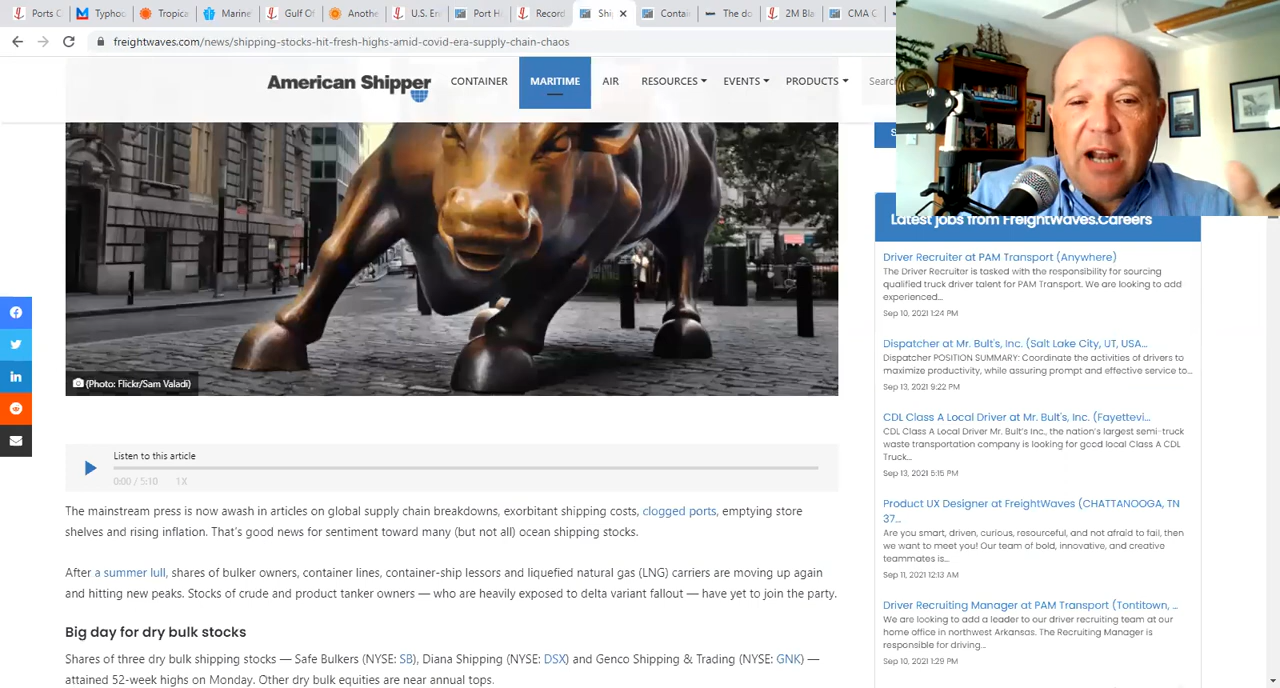 Ports C
Typhoo
Tropica
Marine
Gulf Of
Anothe
U.S. En
Port H
Record
Shi
Contai
The do
2M Bla
CMA C
freightwaves.com/news/shipping-stocks-hit-fresh-highs-amid-covid-era-supply-chain-chaos
American Shipper
CONTAINER
MARITIME
AIR
RESOURCES
EVENTS
PRODUCTS
Searc
(Photo: Flickr/Sam Valadi)
Listen to this article
0:00 / 5:10 1X
The mainstream press is now awash in articles on global supply chain breakdowns, exorbitant shipping costs, clogged ports, emptying store
shelves and rising inflation. That's good news for sentiment toward many (but not all) ocean shipping stocks.
After a summer lull, shares of bulker owners, container lines, container-ship lessors and liquefied natural gas (LNG) carriers are moving up again
and hitting new peaks. Stocks of crude and product tanker owners — who are heavily exposed to delta variant fallout — have yet to join the party.
Big day for dry bulk stocks
Shares of three dry bulk shipping stocks — Safe Bulkers (NYSE: SB), Diana Shipping (NYSE: DSX) and Genco Shipping & Trading (NYSE: GNK) —
attained 52-week highs on Monday. Other dry bulk equities are near annual tops.
S
Latest jobs from FreightWaves.Careers
Driver Recruiter at PAM Transport (Anywhere)
The Driver Recruiter is tasked with the responsibility for sourcing
qualified truck driver talent for PAM Transport. We are looking to add
experienced...
Sep 10, 2021 1:24 PM
Dispatcher at Mr. Bult's, Inc. (Salt Lake City, UT, USA...
Dispatcher POSITION SUMMARY: Coordinate the activities of drivers to
maximize productivity, while assuring prompt and effective service to...
Sep 13, 2021 9:22 PM
CDL Class A Local Driver at Mr. Bult's, Inc. (Fayettevi...
CDL Class A Local Driver Mr. Bult's Inc., the nation's largest semi-truck
waste transportation company is looking for good local Class A CDL
Truck...
Sep 13, 2021 5:15 PM
Product UX Designer at FreightWaves (CHATTANOOGA, TN
37...
Are you smart, driven, curious, resourceful, and not afraid to fail, then
we want to meet you! Our team of bold, innovative, and creative
teammates is...
Sep 11, 2021 12:13 AM
Driver Recruiting Manager at PAM Transport (Tontitown, ...
We are looking to add a leader to our driver recruiting team at our
home office in northwest Arkansas. The Recruiting Manager is
responsible for driving...
Sep 10, 2021 1:29 PM